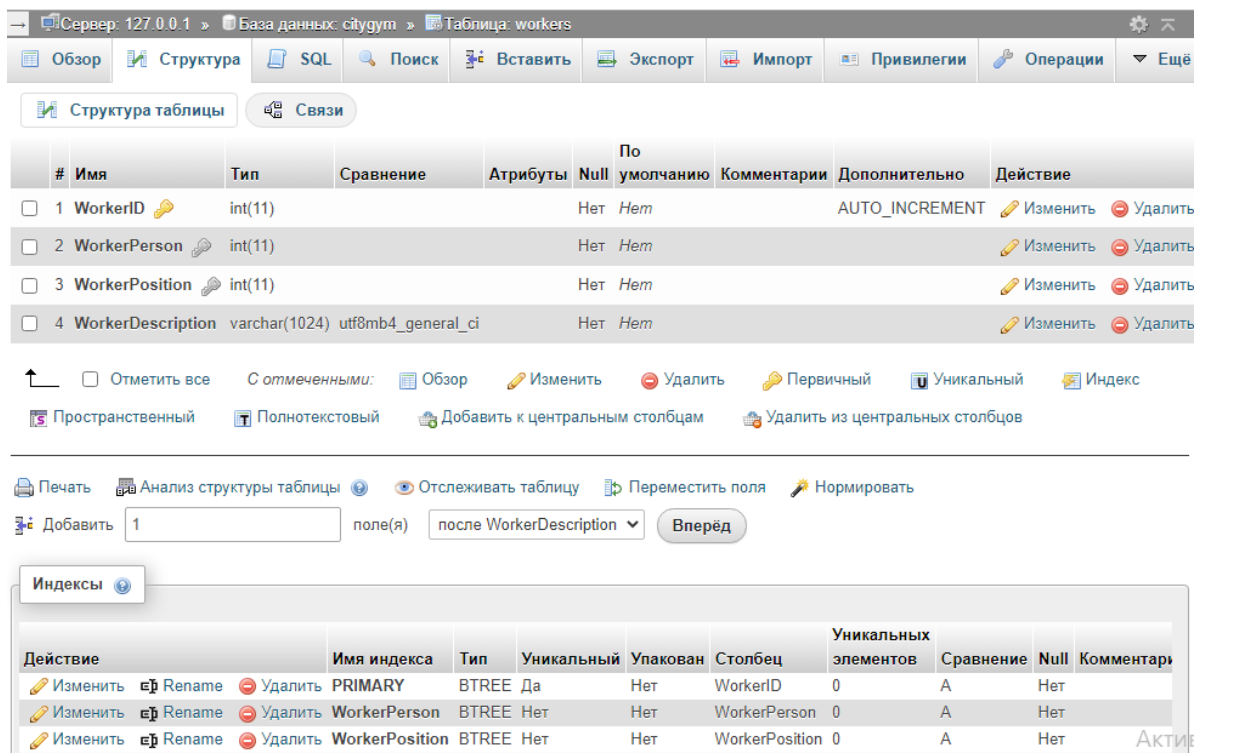 Сервер: 127.0.0.1 » База данных: citygym » Таблица: workers
Обзор Структура SQL Поиск Вставить Экспорт Импорт Привилегии Операции Ещё
Структура таблицы Связи
# Имя Тип Сравнение Атрибуты Null По умолчанию Комментарии Дополнительно Действие
1 WorkerID int(11) Нет Нет AUTO_INCREMENT Изменить Удалить
2 WorkerPerson int(11) Нет Нет Изменить Удалить
3 WorkerPosition int(11) Нет Нет Изменить Удалить
4 WorkerDescription varchar(1024) utf8mb4_general_ci Нет Нет Изменить Удалить
Отметить все С отмеченными: Обзор Изменить Удалить Первичный Уникальный Индекс
Пространственный Полнотекстовый Добавить к центральным столбцам Удалить из центральных столбцов
Печать Анализ структуры таблицы Отслеживать таблицу Переместить поля Нормировать
Добавить 1 поле(я) после WorkerDescription Вперёд
Индексы
Действие Имя индекса Тип Уникальный Упакован Столбец Уникальных элементов Сравнение Null
Изменить Rename Удалить PRIMARY BTREE Да Нет WorkerID 0 A Нет
Изменить Rename Удалить WorkerPerson BTREE Нет Нет WorkerPerson 0 A Нет
Изменить Rename Удалить WorkerPosition BTREE Нет Нет WorkerPosition 0 A Нет